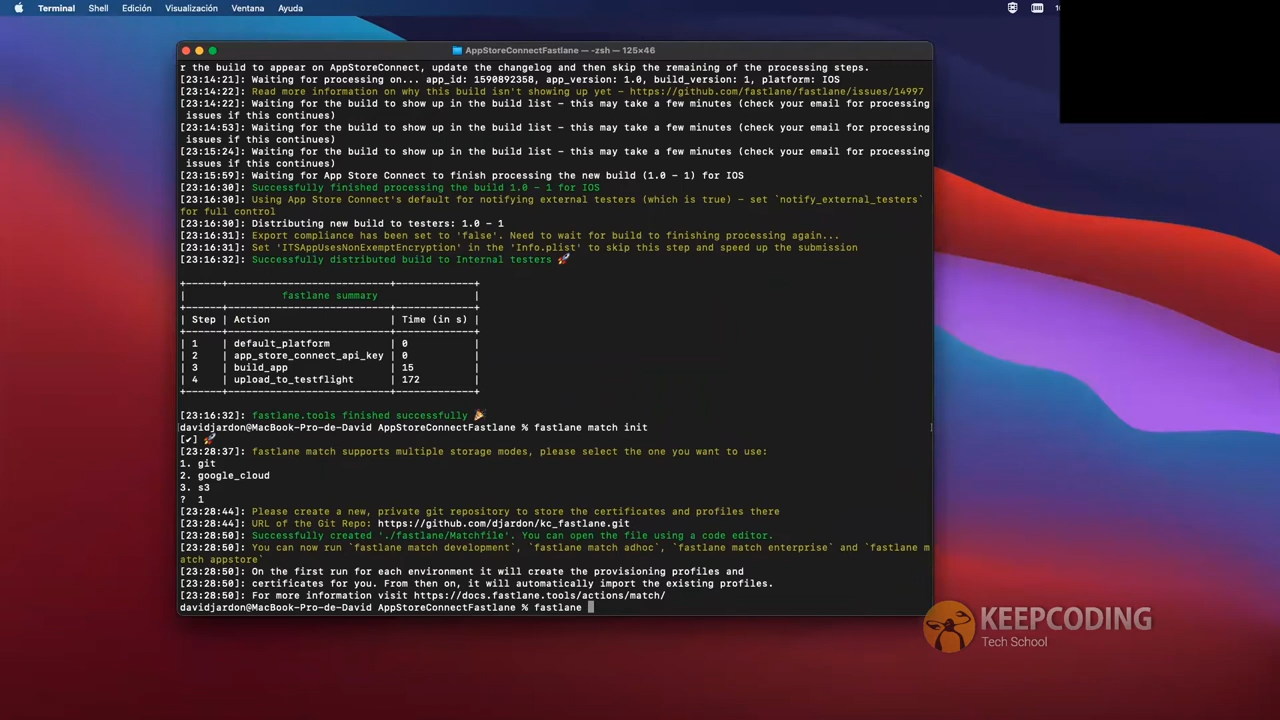 Terminal Shell Edición Visualización Ventana Ayuda
AppStoreConnectFastlane — -zsh — 125×46
r the build to appear on AppStoreConnect, update the changelog and then skip the remaining of the processing steps.
[23:14:21]: Waiting for processing on... app_id: 1590892358, app_version: 1.0, build_version: 1, platform: IOS
[23:14:22]: Read more information on why this build isn't showing up yet - https://github.com/fastlane/fastlane/issues/14997
[23:14:22]: Waiting for the build to show up in the build list - this may take a few minutes (check your email for processing
issues if this continues)
[23:14:53]: Waiting for the build to show up in the build list - this may take a few minutes (check your email for processing
issues if this continues)
[23:15:24]: Waiting for the build to show up in the build list - this may take a few minutes (check your email for processing
issues if this continues)
[23:15:59]: Waiting for App Store Connect to finish processing the new build (1.0 - 1) for IOS
[23:16:30]: Successfully finished processing the build 1.0 - 1 for IOS
[23:16:30]: Using App Store Connect's default for notifying external testers (which is true) - set `notify_external_testers`
for full control
[23:16:30]: Distributing new build to testers: 1.0 - 1
[23:16:31]: Export compliance has been set to 'false'. Need to wait for build to finishing processing again...
[23:16:31]: Set 'ITSAppUsesNonExemptEncryption' in the 'Info.plist' to skip this step and speed up the submission
[23:16:32]: Successfully distributed build to Internal testers 🚀
fastlane summary
| Step | Action | Time (in s) |
| 1 | default_platform | 0 |
| 2 | app_store_connect_api_key | 0 |
| 3 | build_app | 15 |
| 4 | upload_to_testflight | 172 |
[23:16:32]: fastlane.tools finished successfully 🎉
davidjardon@MacBook-Pro-de-David AppStoreConnectFastlane % fastlane match init
[✔] 🚀
[23:28:37]: fastlane match supports multiple storage modes, please select the one you want to use:
1. git
2. google_cloud
3. s3
? 1
[23:28:44]: Please create a new, private git repository to store the certificates and profiles there
[23:28:44]: URL of the Git Repo: https://github.com/djardon/kc_fastlane.git
[23:28:50]: Successfully created './fastlane/Matchfile'. You can open the file using a code editor.
[23:28:50]: You can now run `fastlane match development`, `fastlane match adhoc`, `fastlane match enterprise` and `fastlane m
atch appstore`
[23:28:50]: On the first run for each environment it will create the provisioning profiles and
[23:28:50]: certificates for you. From then on, it will automatically import the existing profiles.
[23:28:50]: For more information visit https://docs.fastlane.tools/actions/match/
davidjardon@MacBook-Pro-de-David AppStoreConnectFastlane % fastlane
KEEPCODING
Tech School